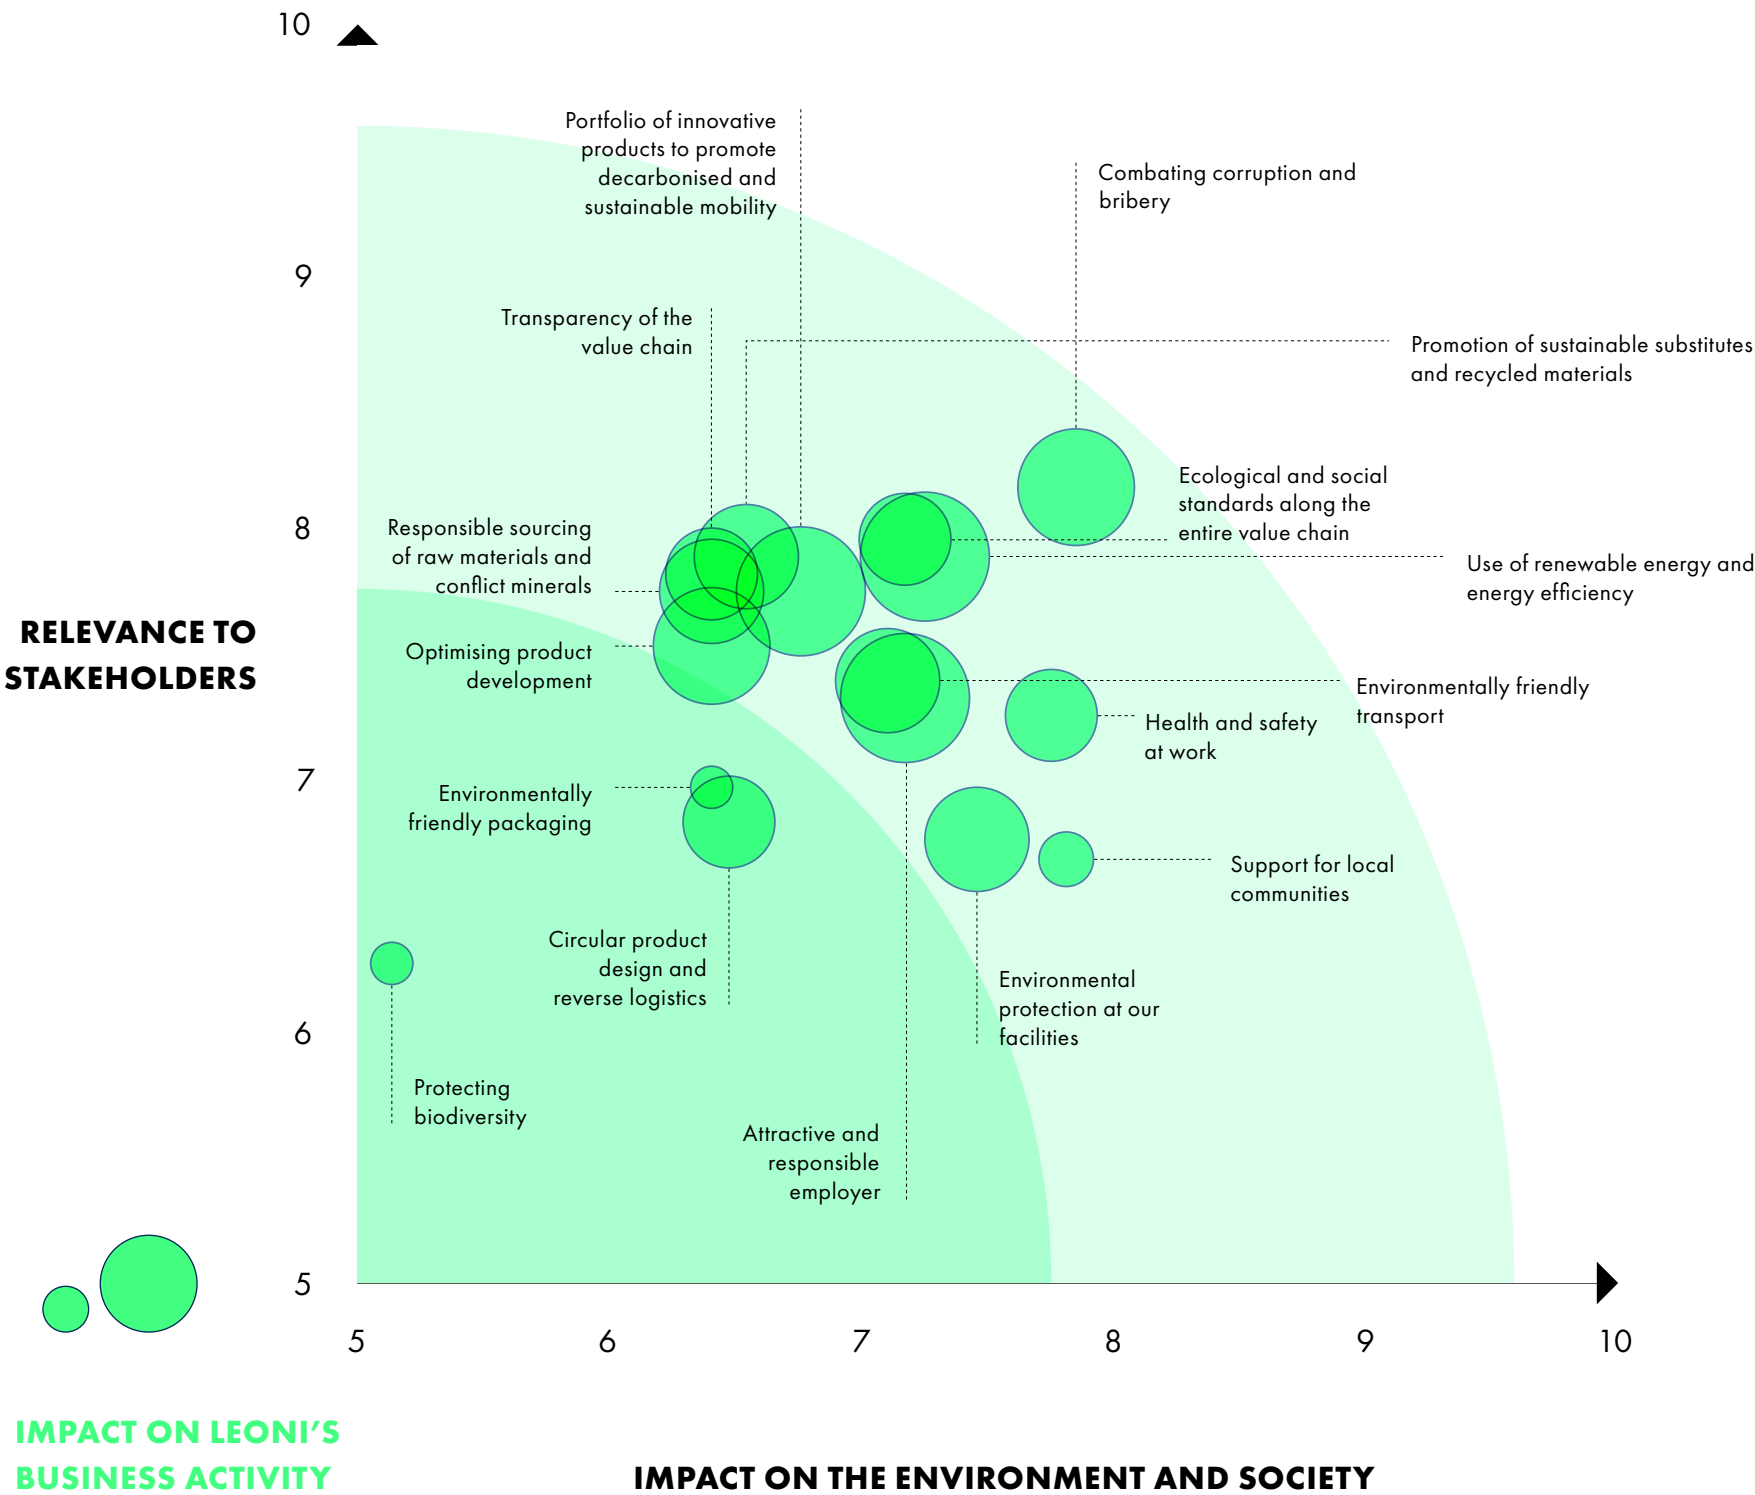 10
Portfolio of innovative
products to promote
decarbonised and
sustainable mobility
Combating corruption and
bribery
9
Transparency of the
value chain
Promotion of sustainable substitutes
and recycled materials
Ecological and social
standards along the
entire value chain
8
Responsible sourcing
of raw materials and
conflict minerals
Use of renewable energy and
energy efficiency
RELEVANCE TO
STAKEHOLDERS
Optimising product
development
Environmentally friendly
transport
Health and safety
at work
7
Environmentally
friendly packaging
Support for local
communities
Circular product
design and
reverse logistics
Environmental
protection at our
facilities
6
Protecting
biodiversity
Attractive and
responsible
employer
5
5
6
7
8
9
10
IMPACT ON LEONI’S
BUSINESS ACTIVITY
IMPACT ON THE ENVIRONMENT AND SOCIETY